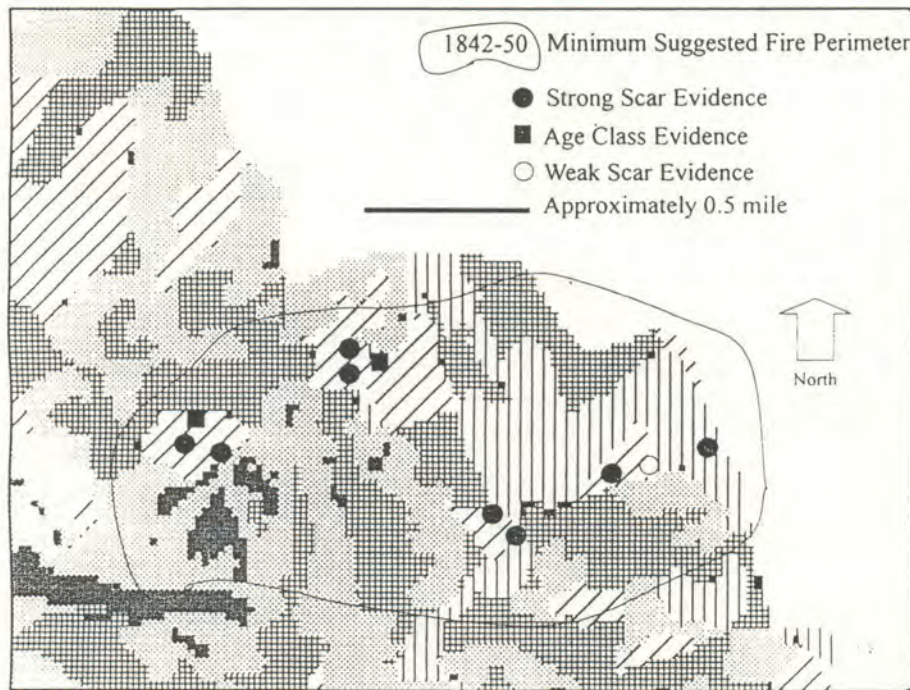 1842-50 Minimum Suggested Fire Perimeter
Strong Scar Evidence
Age Class Evidence
Weak Scar Evidence
Approximately 0.5 mile
North